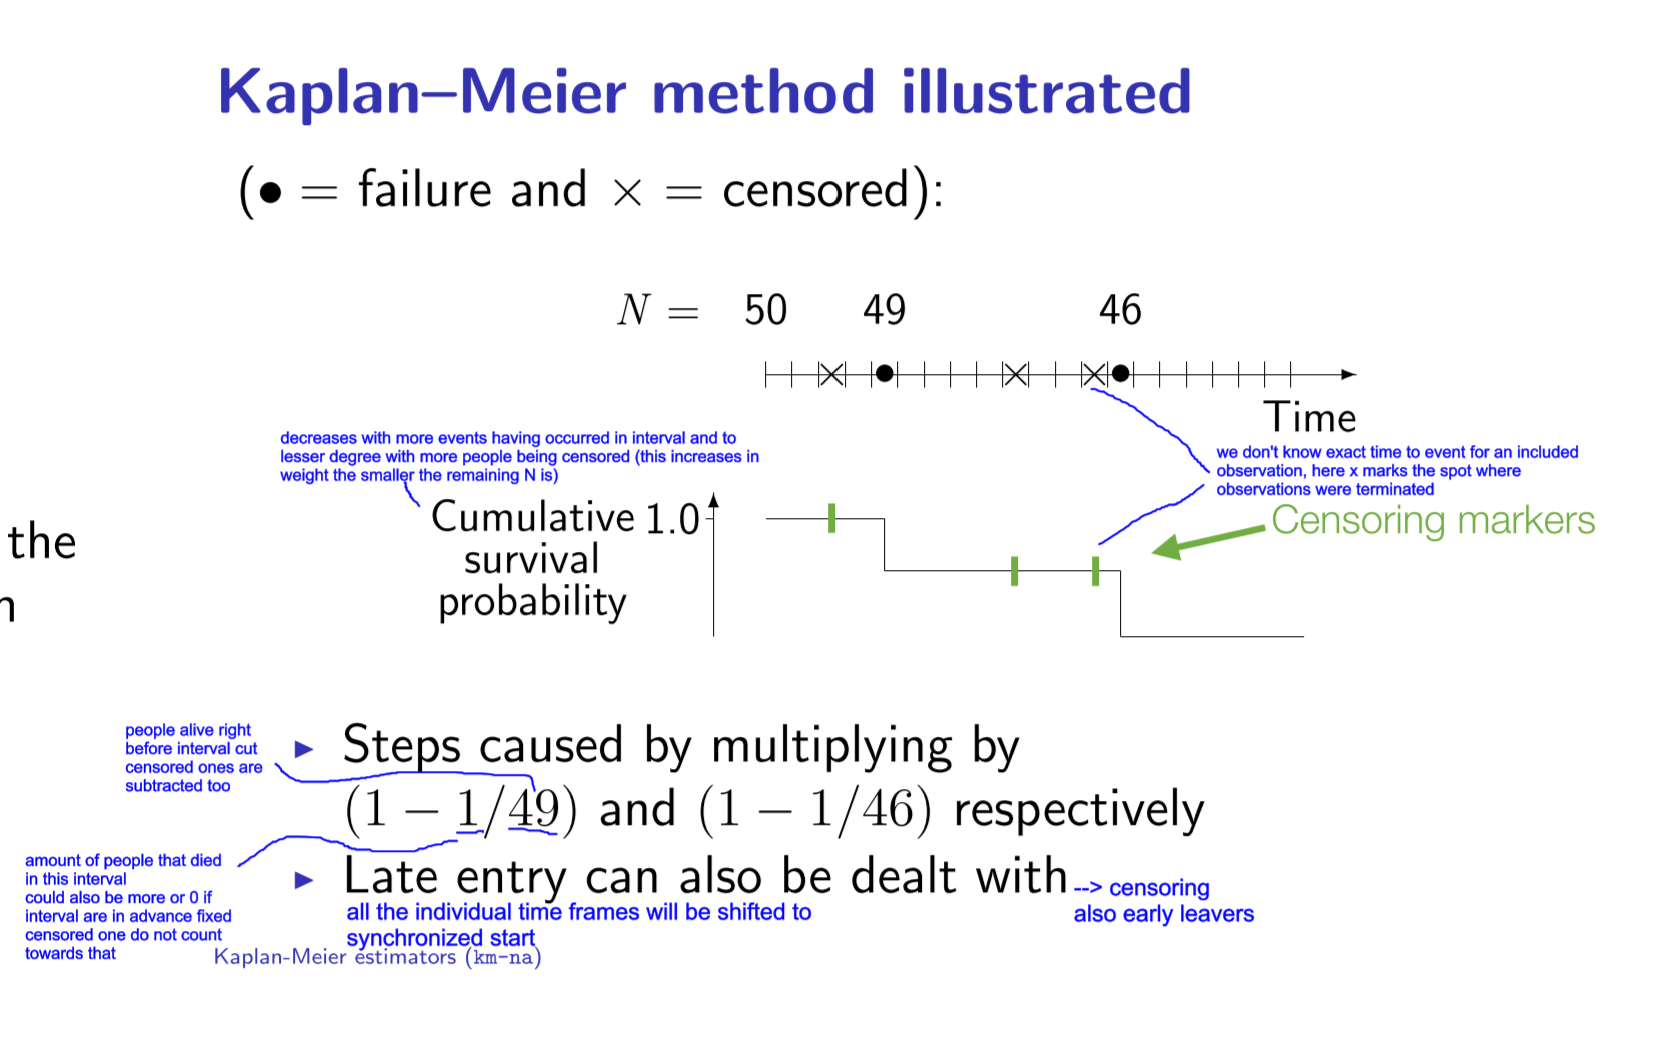 Kaplan–Meier method illustrated
(● = failure and × = censored):
N = 50 49 46
Time
decreases with more events having occurred in interval and to
lesser degree with more people being censored (this increases in
weight the smaller the remaining N is)
we don't know exact time to event for an included
observation, here x marks the spot where
observations were terminated
Cumulative 1.0
survival
probability
Censoring markers
the
n
people alive right
before interval cut
censored ones are
subtracted too
▶ Steps caused by multiplying by
(1 − 1/49) and (1 − 1/46) respectively
amount of people that died
in this interval
could also be more or 0 if
interval are in advance fixed
censored one do not count
towards that
▶ Late entry can also be dealt with
--> censoring
also early leavers
all the individual time frames will be shifted to
synchronized start
Kaplan-Meier estimators (km-na)